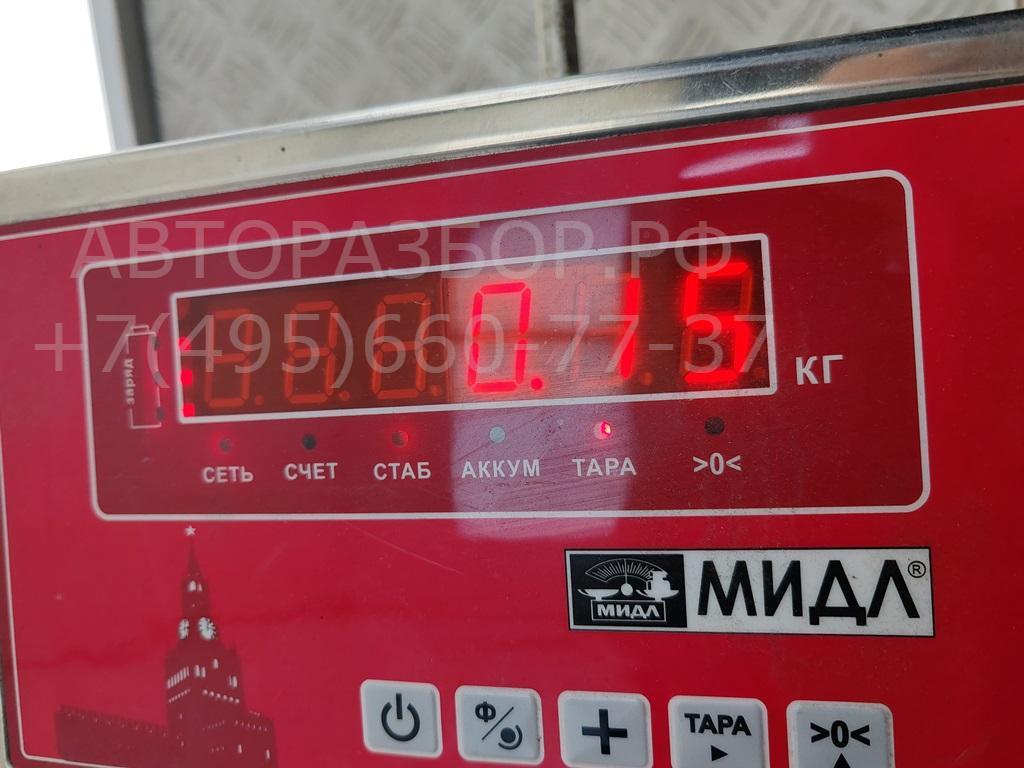 АВТОРАЗБОР.РФ
+7(495)660-77-37
заряд
0.15
КГ
СЕТЬ СЧЕТ СТАБ АККУМ ТАРА >0<
МИДЛ
МИДЛ®
Ф/
+
ТАРА
>0<